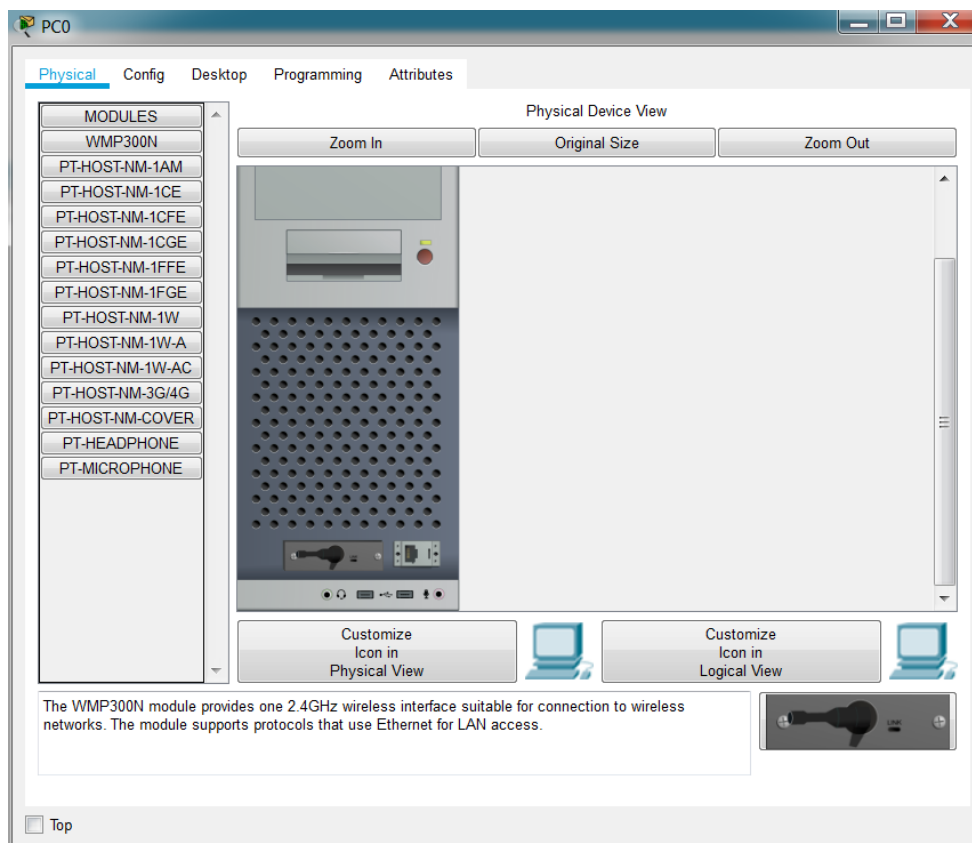 PC0
Physical Config Desktop Programming Attributes
MODULES
WMP300N
PT-HOST-NM-1AM
PT-HOST-NM-1CE
PT-HOST-NM-1CFE
PT-HOST-NM-1CGE
PT-HOST-NM-1FFE
PT-HOST-NM-1FGE
PT-HOST-NM-1W
PT-HOST-NM-1W-A
PT-HOST-NM-1W-AC
PT-HOST-NM-3G/4G
PT-HOST-NM-COVER
PT-HEADPHONE
PT-MICROPHONE
Physical Device View
Zoom In Original Size Zoom Out
Customize
Icon in
Physical View
Customize
Icon in
Logical View
The WMP300N module provides one 2.4GHz wireless interface suitable for connection to wireless
networks. The module supports protocols that use Ethernet for LAN access.
LINK
Top